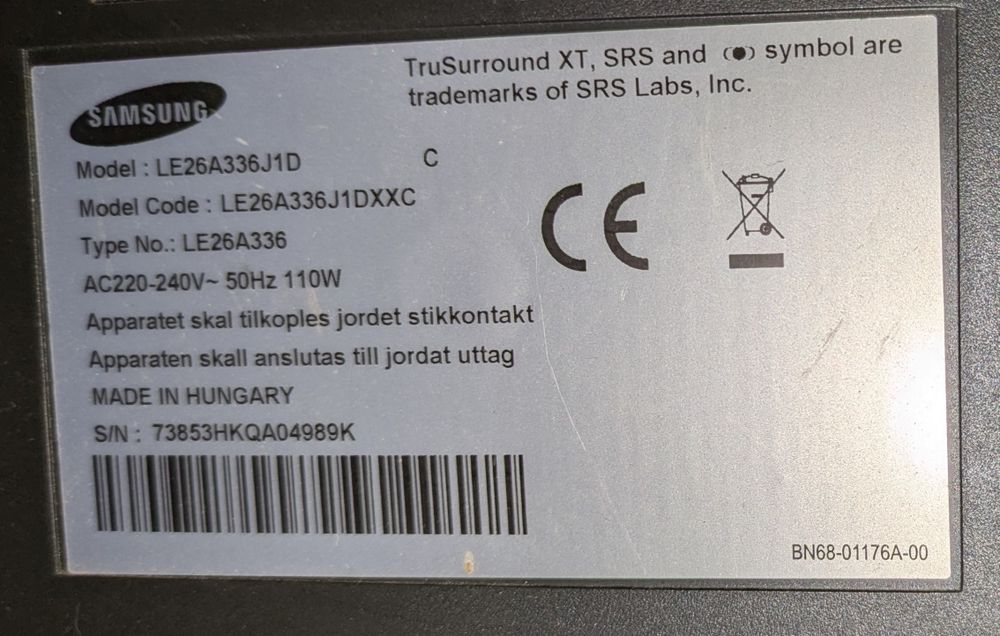 TruSurround XT, SRS and (●) symbol are
trademarks of SRS Labs, Inc.
SAMSUNG
Model : LE26A336J1D C
Model Code : LE26A336J1DXXC
Type No.: LE26A336
AC220-240V~ 50Hz 110W
Apparatet skal tilkoples jordet stikkontakt
Apparaten skall anslutas till jordat uttag
MADE IN HUNGARY
S/N : 73853HKQA04989K
CE
BN68-01176A-00